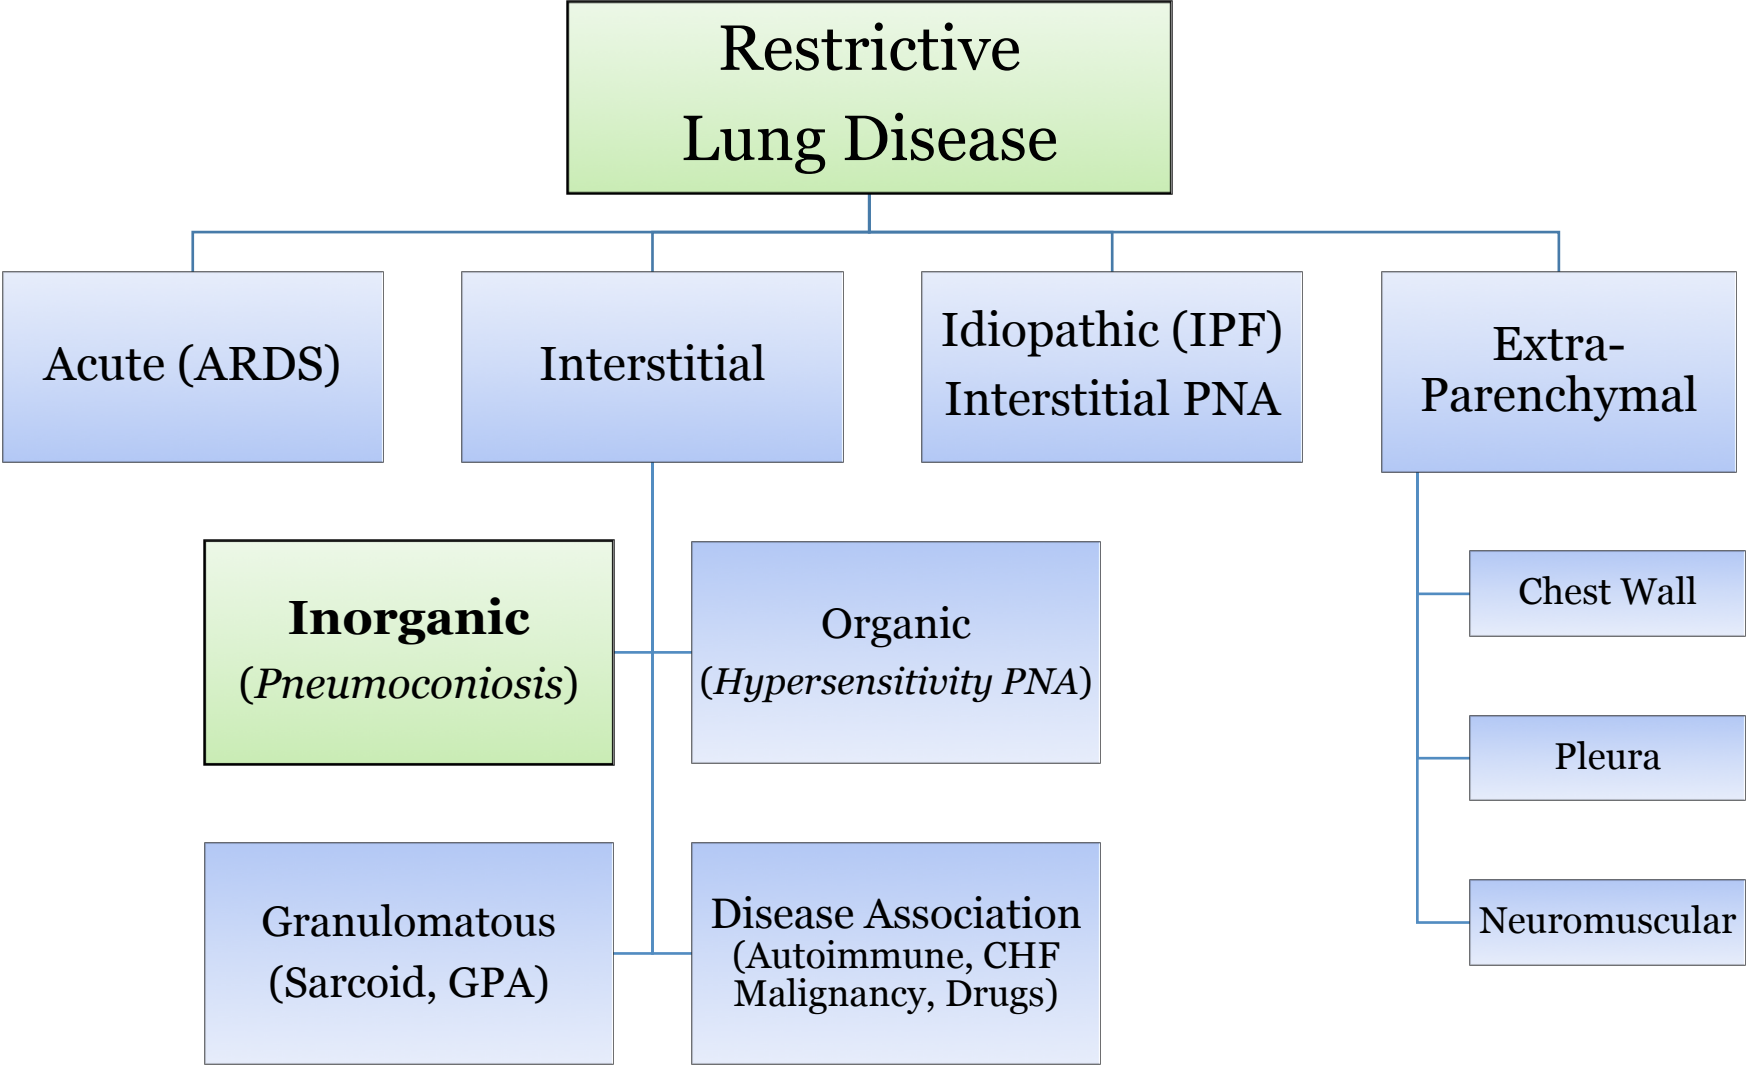 Restrictive
Lung Disease
Acute (ARDS)
Interstitial
Idiopathic (IPF)
Interstitial PNA
Extra-
Parenchymal
Inorganic
(Pneumoconiosis)
Organic
(Hypersensitivity PNA)
Chest Wall
Pleura
Granulomatous
(Sarcoid, GPA)
Disease Association
(Autoimmune, CHF
Malignancy, Drugs)
Neuromuscular